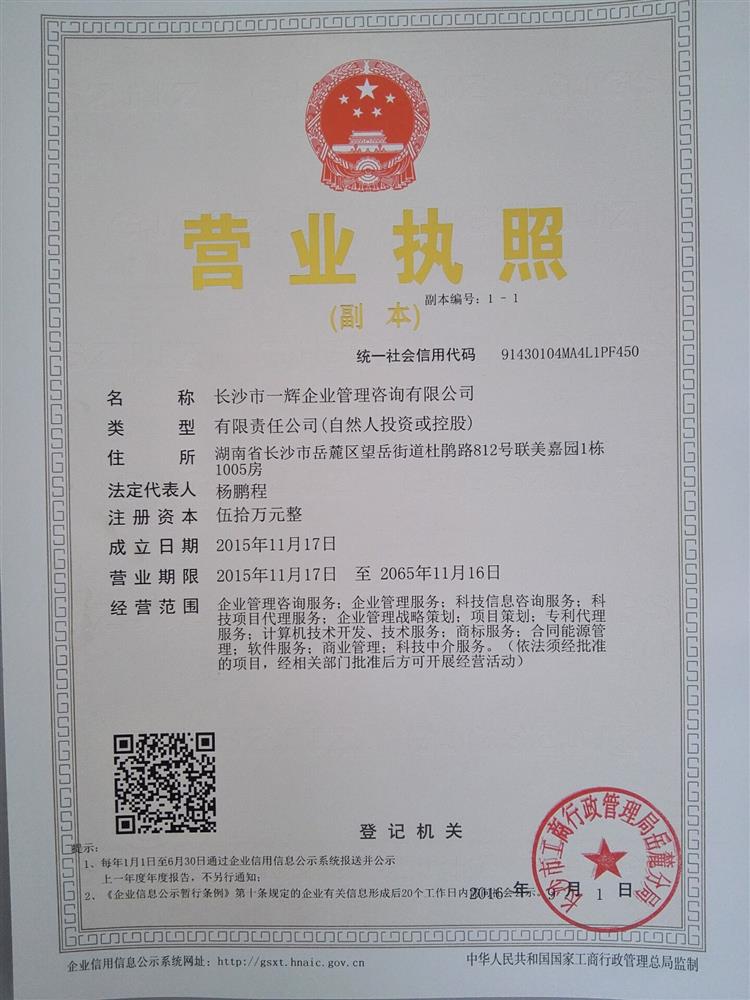 营业执照
(副 本)
副本编号：1 - 1
统一社会信用代码 91430104MA4L1PF450
名称 长沙市一辉企业管理咨询有限公司
类型 有限责任公司(自然人投资或控股)
住所 湖南省长沙市岳麓区望岳街道杜鹃路812号联美嘉园1栋
1005房
法定代表人 杨鹏程
注册资本 伍拾万元整
成立日期 2015年11月17日
营业期限 2015年11月17日 至 2065年11月16日
经营范围 企业管理咨询服务；企业管理服务；科技信息咨询服务；科
技项目代理服务；企业管理战略策划；项目策划；专利代理
服务；计算机技术开发、技术服务；商标服务；合同能源管
理；软件服务；商业管理；科技中介服务。（依法须经批准
的项目，经相关部门批准后方可开展经营活动）
登记机关
长沙市工商行政管理局岳麓分局
提示：
1、每年1月1日至6月30日通过企业信用信息公示系统报送并公示
上一年度年度报告，不另行通知；
2、《企业信息公示暂行条例》第十条规定的企业有关信息形成后20个工作日内 社会公示
2016 年 9 月 1 日
企业信用信息公示系统网址：http://gsxt.hnaic.gov.cn
中华人民共和国国家工商行政管理总局监制